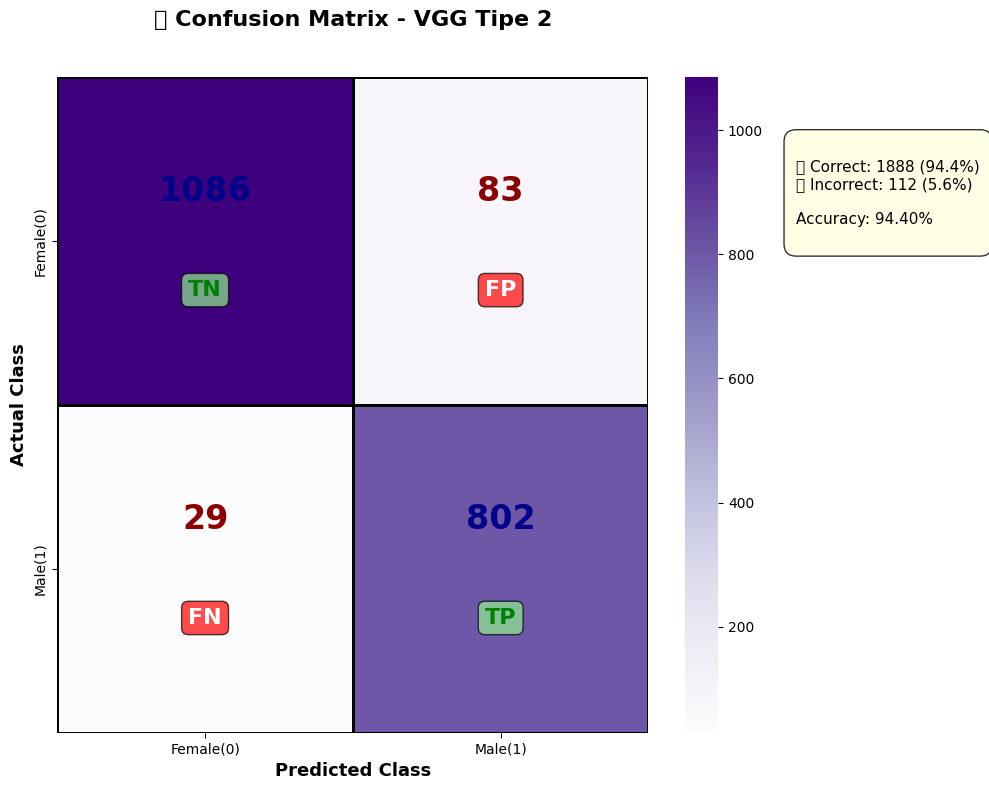 ▯ Confusion Matrix - VGG Tipe 2
1086
83
TN
FP
29
802
FN
TP
Female(0)
Male(1)
Actual Class
Female(0)
Male(1)
Predicted Class
1000
800
600
400
200
▯ Correct: 1888 (94.4%)
▯ Incorrect: 112 (5.6%)
Accuracy: 94.40%